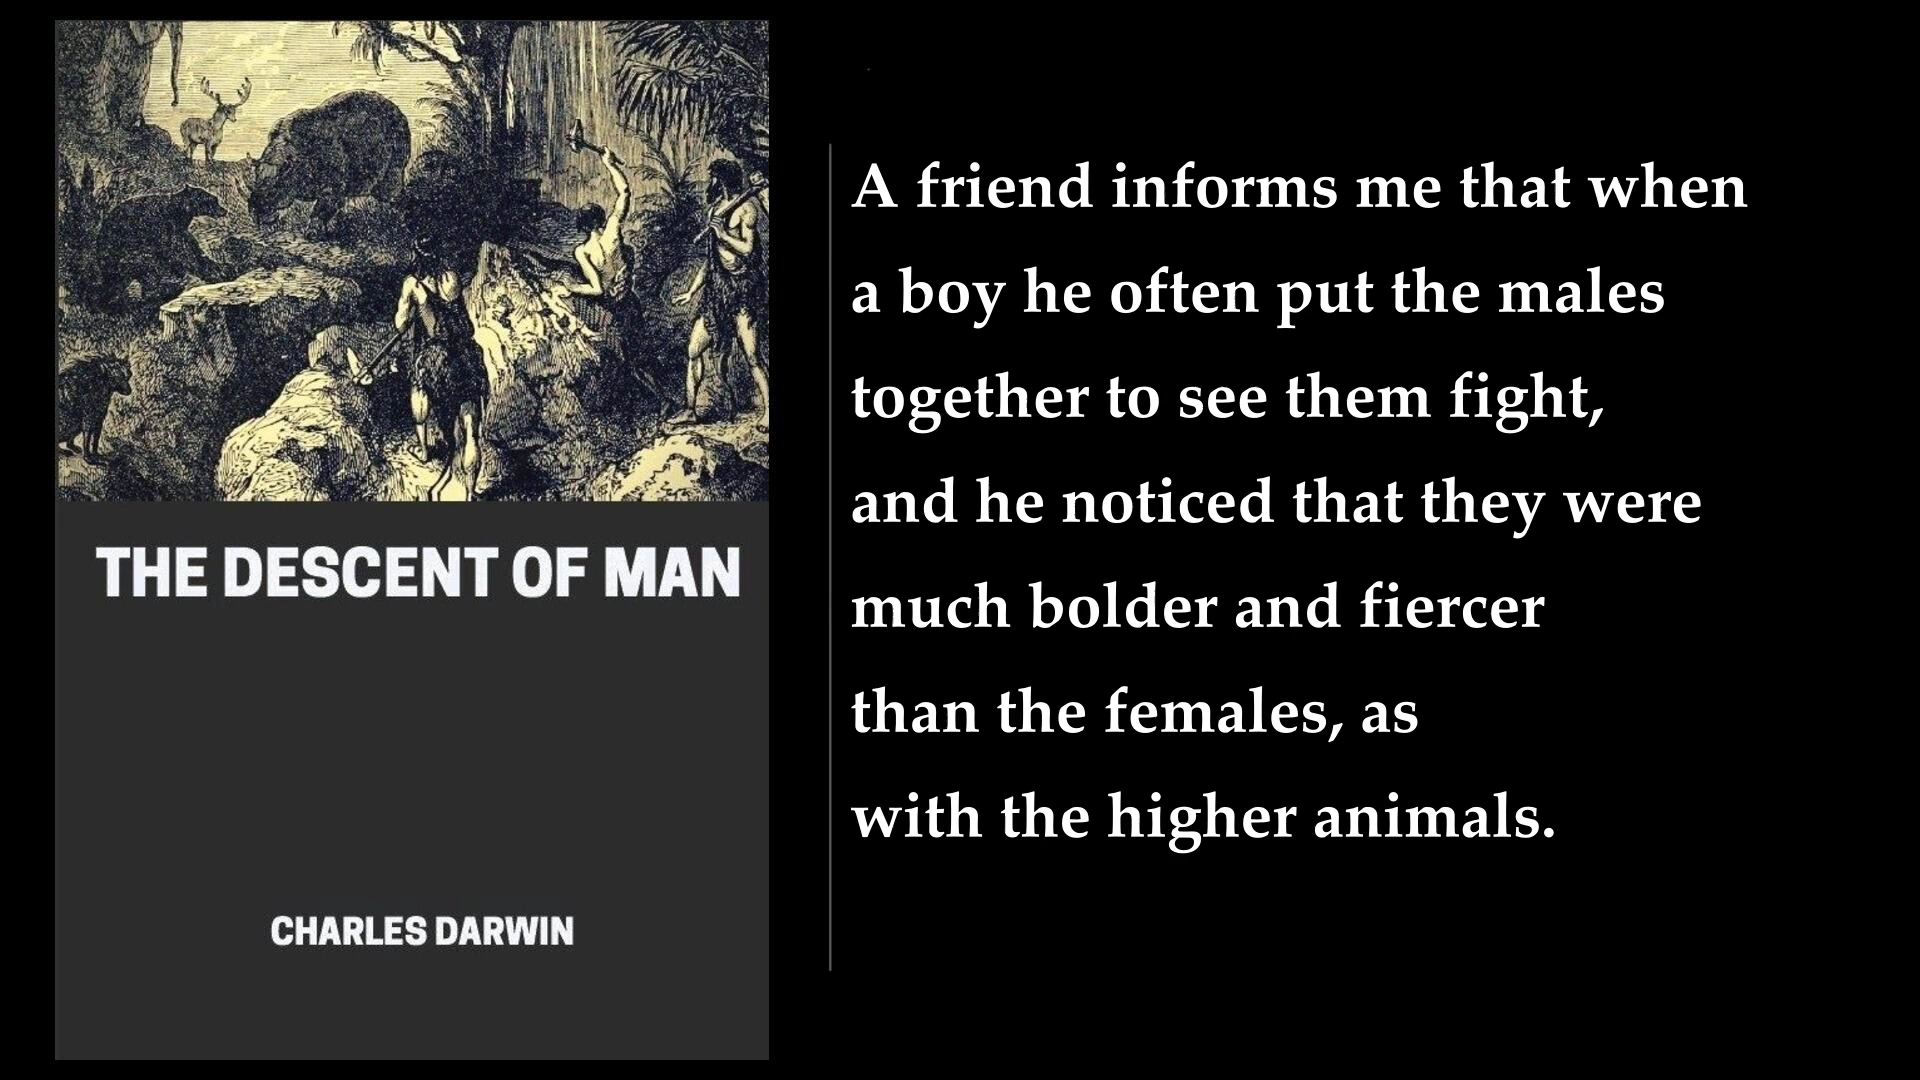 THE DESCENT OF MAN
CHARLES DARWIN
A friend informs me that when
a boy he often put the males
together to see them fight,
and he noticed that they were
much bolder and fiercer
than the females, as
with the higher animals.